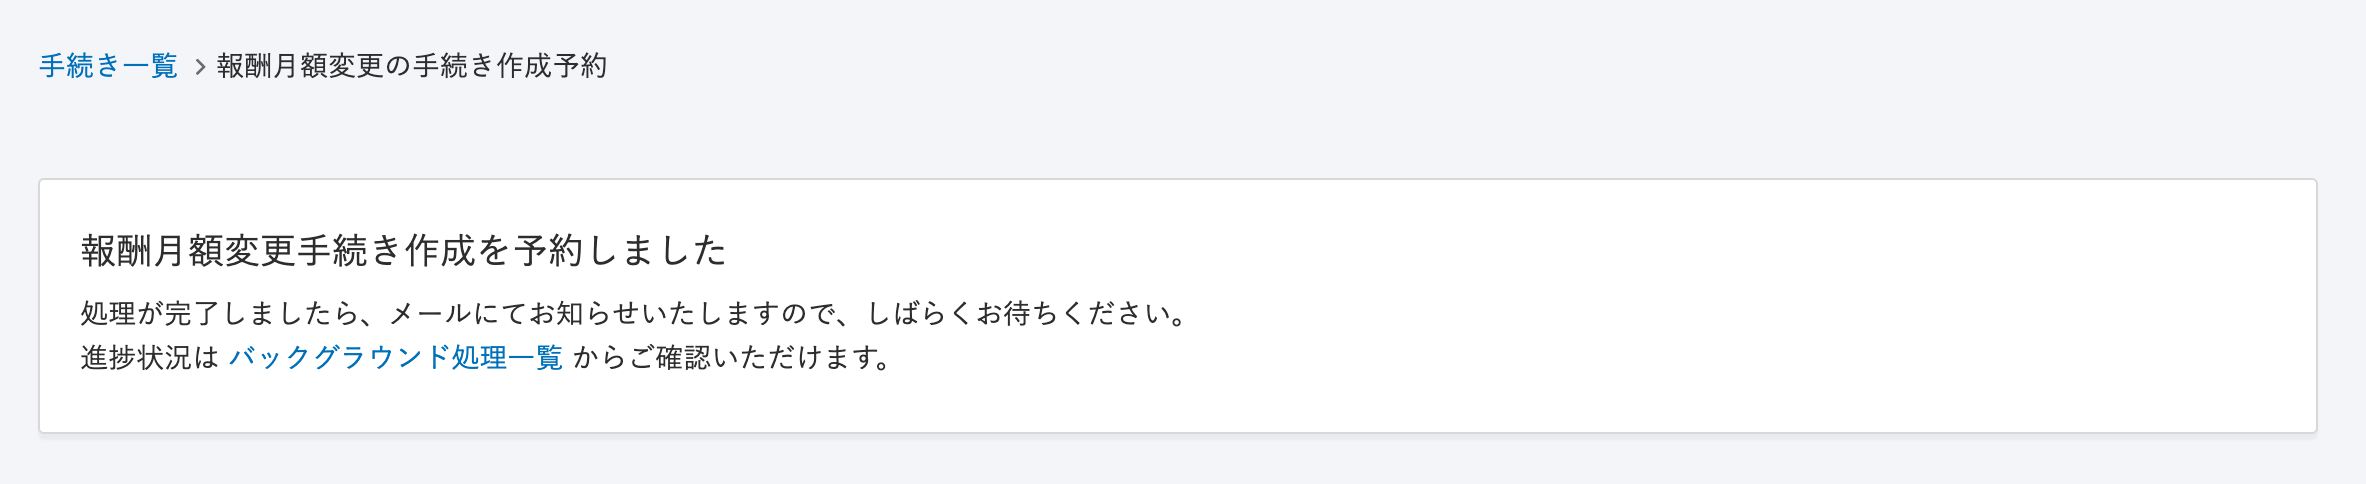 手続き一覧 > 報酬月額変更の手続き作成予約
報酬月額変更手続き作成を予約しました
処理が完了しましたら、メールにてお知らせいたしますので、しばらくお待ちください。
進捗状況は バックグラウンド処理一覧 からご確認いただけます。